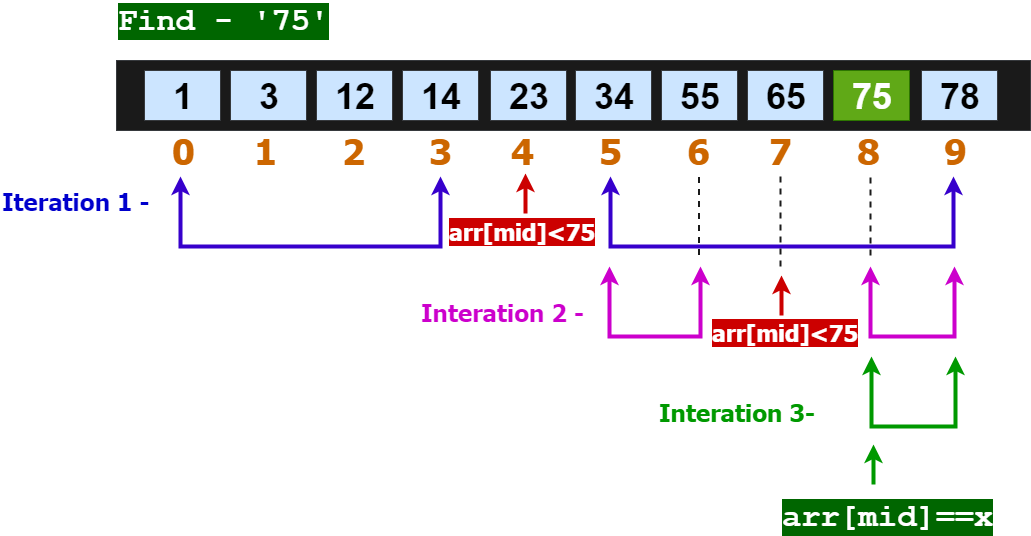 Find - '75'
1 3 12 14 23 34 55 65 75 78
0 1 2 3 4 5 6 7 8 9
Iteration 1 -
arr[mid]<75
Interation 2 -
arr[mid]<75
Interation 3-
arr[mid]==x